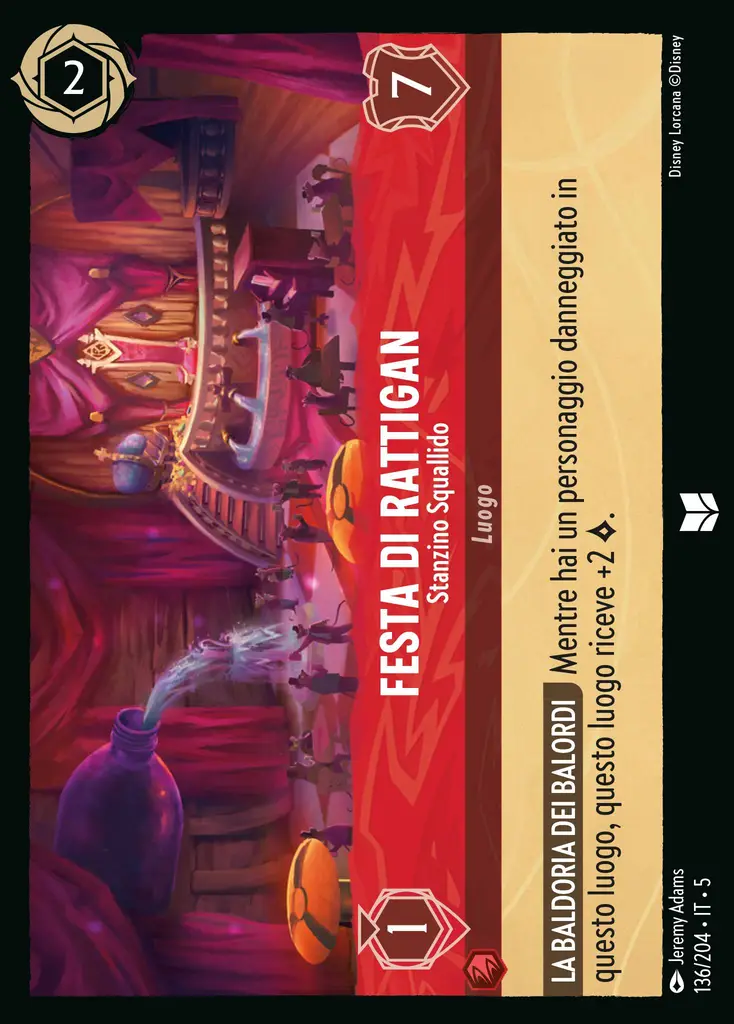 2
FESTA DI RATTIGAN
Stanzino Squallido
1
7
Luogo
LA BALDORIA DEI BALORDI Mentre hai un personaggio danneggiato in
questo luogo, questo luogo riceve +2 .
Jeremy Adams
136/204 • IT • 5
Disney Lorcana ©Disney